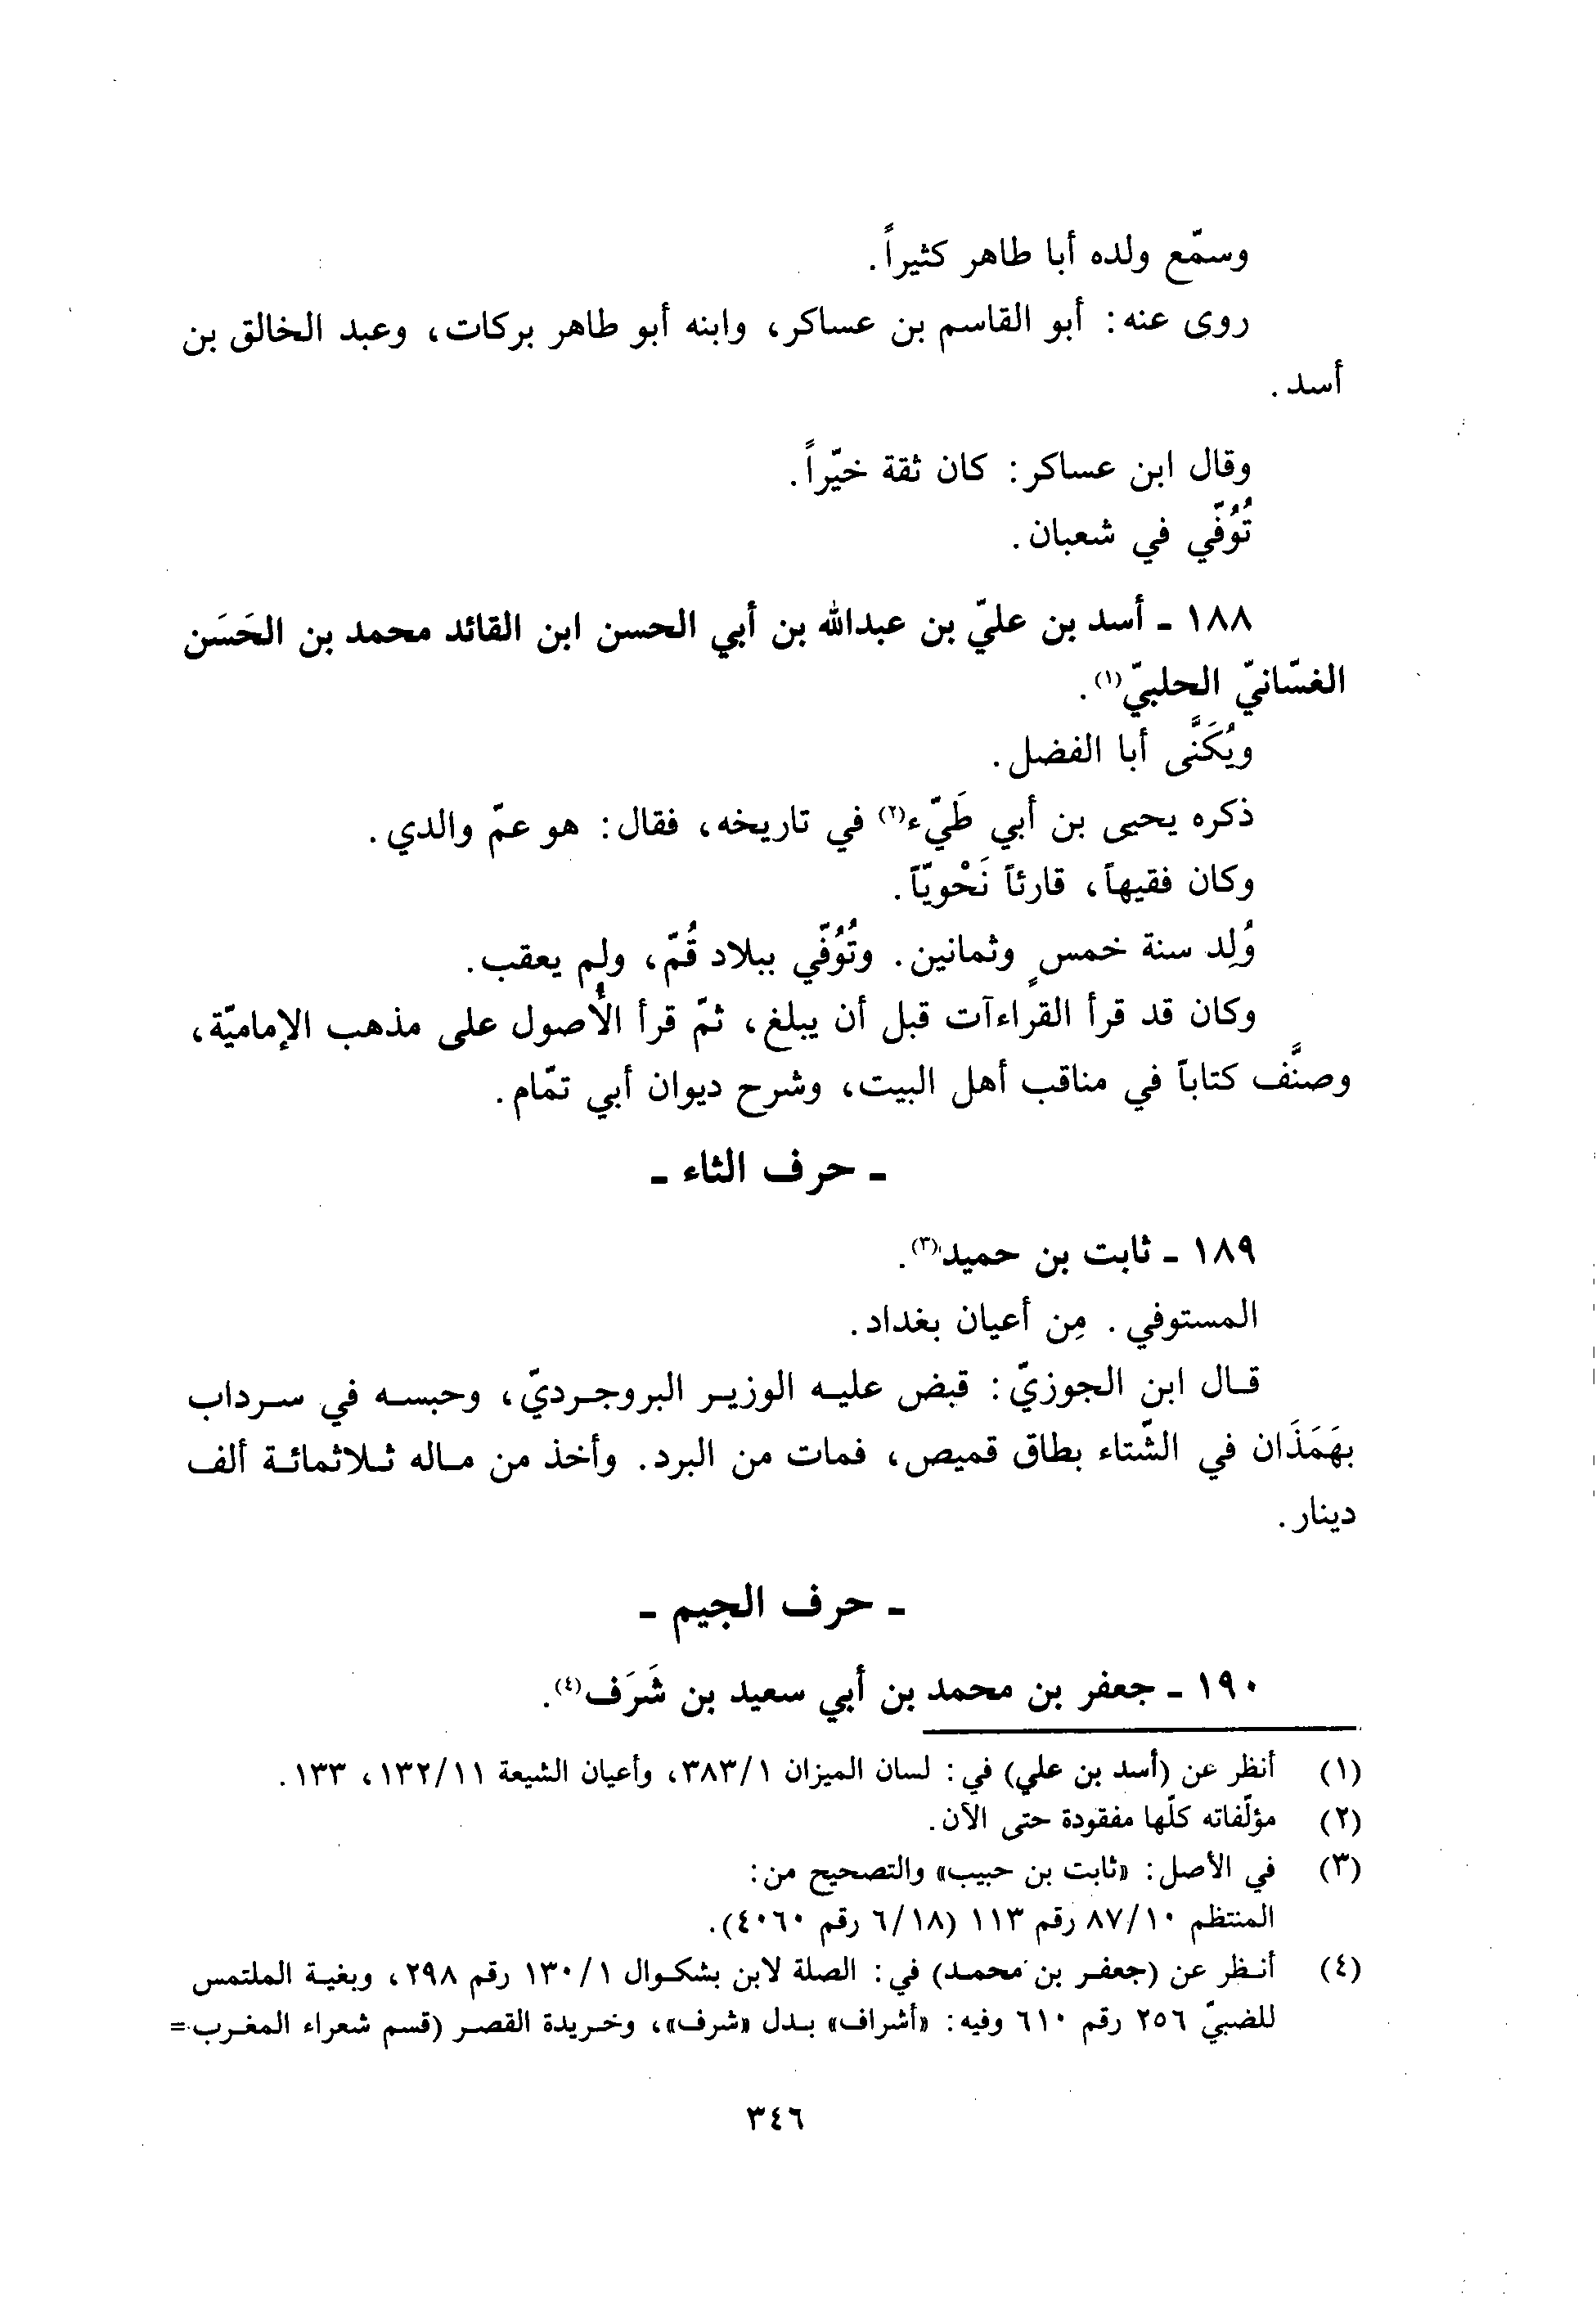 وسمّع ولده أبا طاهر كثيراً.
روى عنه: أبو القاسم بن عساكر، وابنه أبو طاهر بركات، وعبد الخالق بن
أسد.
وقال ابن عساكر: كان ثقة خيّراً.
تُوُفّي في شعبان.
١٨٨ ـ أسد بن عليّ بن عبدالله بن أبي الحسن ابن القائد محمد بن الحَسَن
الغسّانيّ الحلبيّ(١).
ويُكَنَّى أبا الفضل.
ذكره يحيى بن أبي طَيّء(٢) في تاريخه، فقال: هو عمّ والدي.
وكان فقيهاً، قارئاً نَحْويّاً.
وُلِد سنة خمسٍ وثمانين. وتُوُفّي ببلاد قُمّ، ولم يعقب.
وكان قد قرأ القراءآت قبل أن يبلغ، ثمّ قرأ الأُصول على مذهب الإماميّة،
وصنَّف كتاباً في مناقب أهل البيت، وشرح ديوان أبي تمّام.
ـ حرف الثاء ـ
١٨٩ ـ ثابت بن حميد(٣).
المستوفي. مِن أعيان بغداد.
قال ابن الجوزيّ: قبض عليه الوزير البروجرديّ، وحبسه في سرداب
بهَمَذَان في الشّتاء بطاق قميص، فمات من البرد. وأخذ من ماله ثلاثمائة ألف
دينار.
ـ حرف الجيم ـ
١٩٠ ـ جعفر بن محمد بن أبي سعيد بن شَرَف(٤).
(١) أنظر عن (أسد بن علي) في: لسان الميزان ٣٨٣/١، وأعيان الشيعة ١٣٢/١١، ١٣٣.
(٢) مؤلّفاته كلّها مفقودة حتى الآن.
(٣) في الأصل: «ثابت بن حبيب» والتصحيح من:
المنتظم ٨٧/١٠ رقم ١١٣ (٦/١٨ رقم ٤٠٦٠).
(٤) أنظر عن (جعفر بن محمد) في: الصلة لابن بشكوال ١٣٠/١ رقم ٢٩٨، وبغية الملتمس
للضبيّ ٢٥٦ رقم ٦١٠ وفيه: «أشراف» بدل «شرف»، وخريدة القصر (قسم شعراء المغرب=
٣٤٦